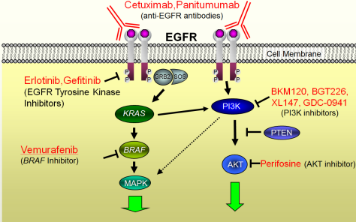 Cetuximab,Panitumumab
(anti-EGFR antibodies)
EGFR
Cell Membrane
Erlotinib,Gefitinib
(EGFR Tyrosine Kinase
Inhibitors)
P P
P P
GRB2 SOS
BKM120, BGT226,
XL147, GDC-0941
(PI3K inhibitors)
KRAS
PI3K
PTEN
Vemurafenib
(BRAF Inhibitor)
BRAF
AKT
Perifosine (AKT inhibitor)
MAPK